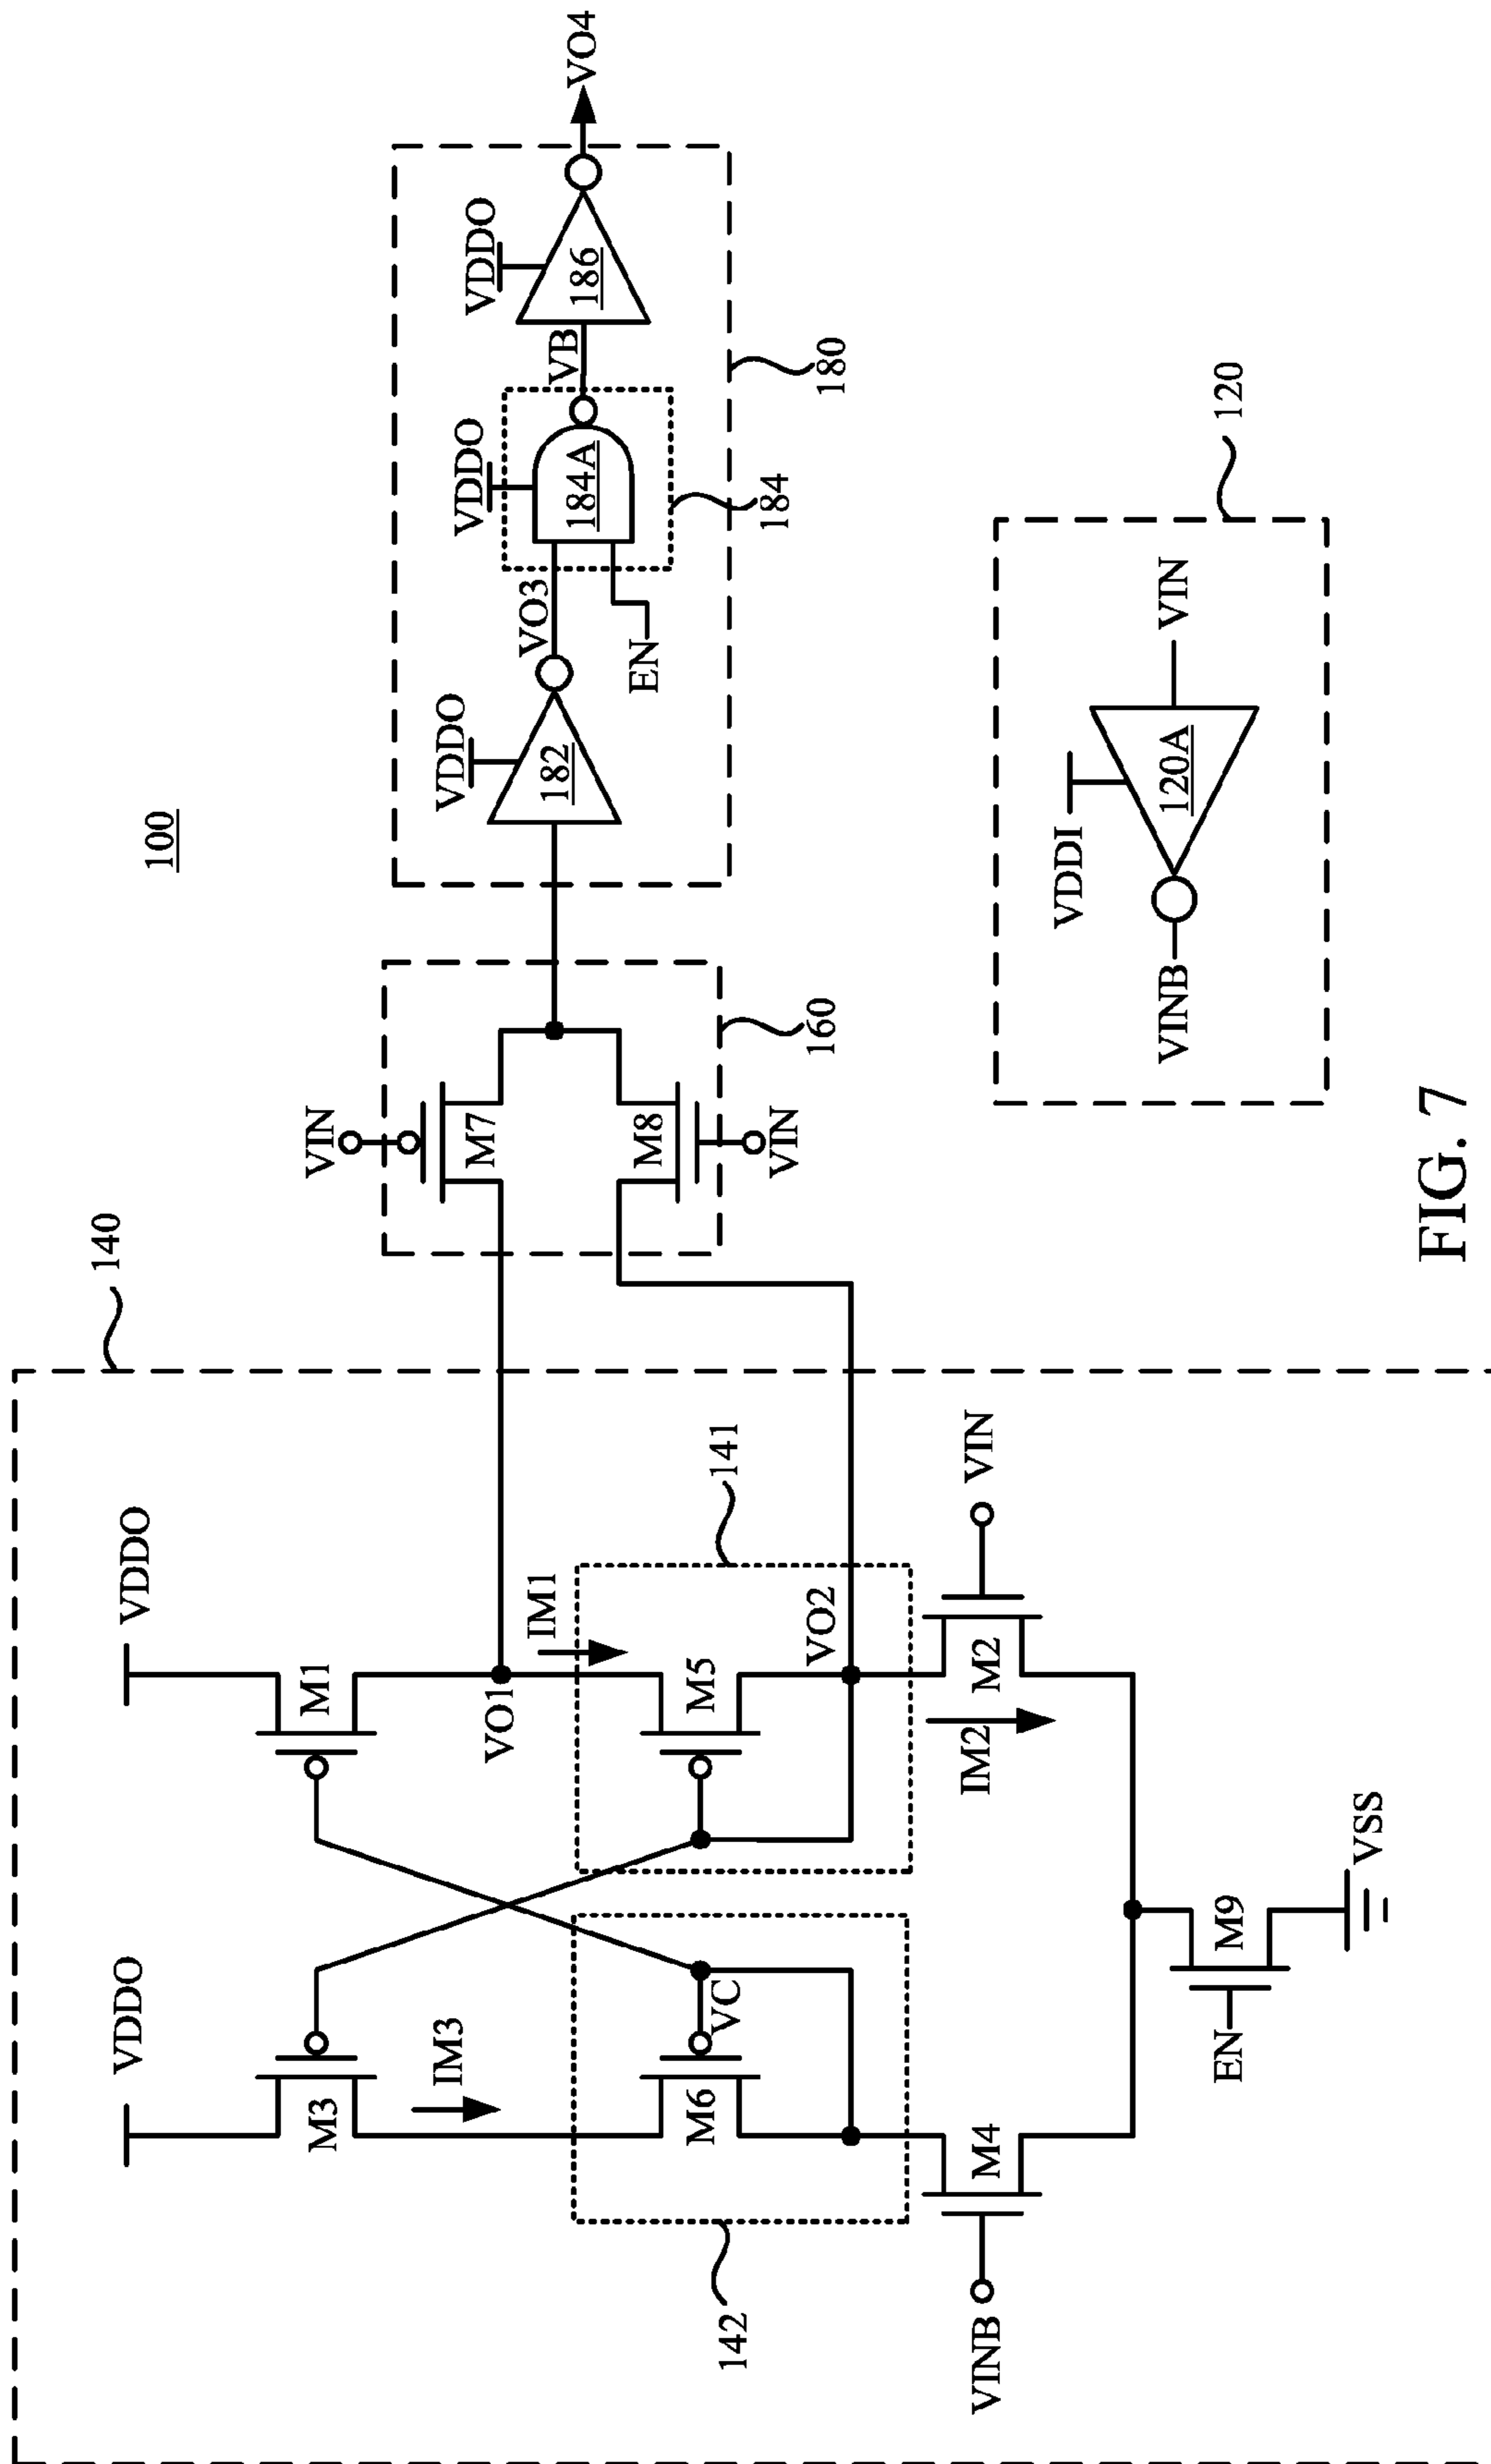 100
140
VDDO
VDDO
M3
M1
IM3
VO1
IM1
142
M6
VC
M5
141
VO2
VINB
M4
IM2
M2
VIN
EN
M9
VSS
VIN
M7
M8
VIN
160
VDDO
182
VO3
EN
VDDO
184A
184
VB
VDDO
186
VO4
180
VINB
VDDI
120A
VIN
120
FIG. 7